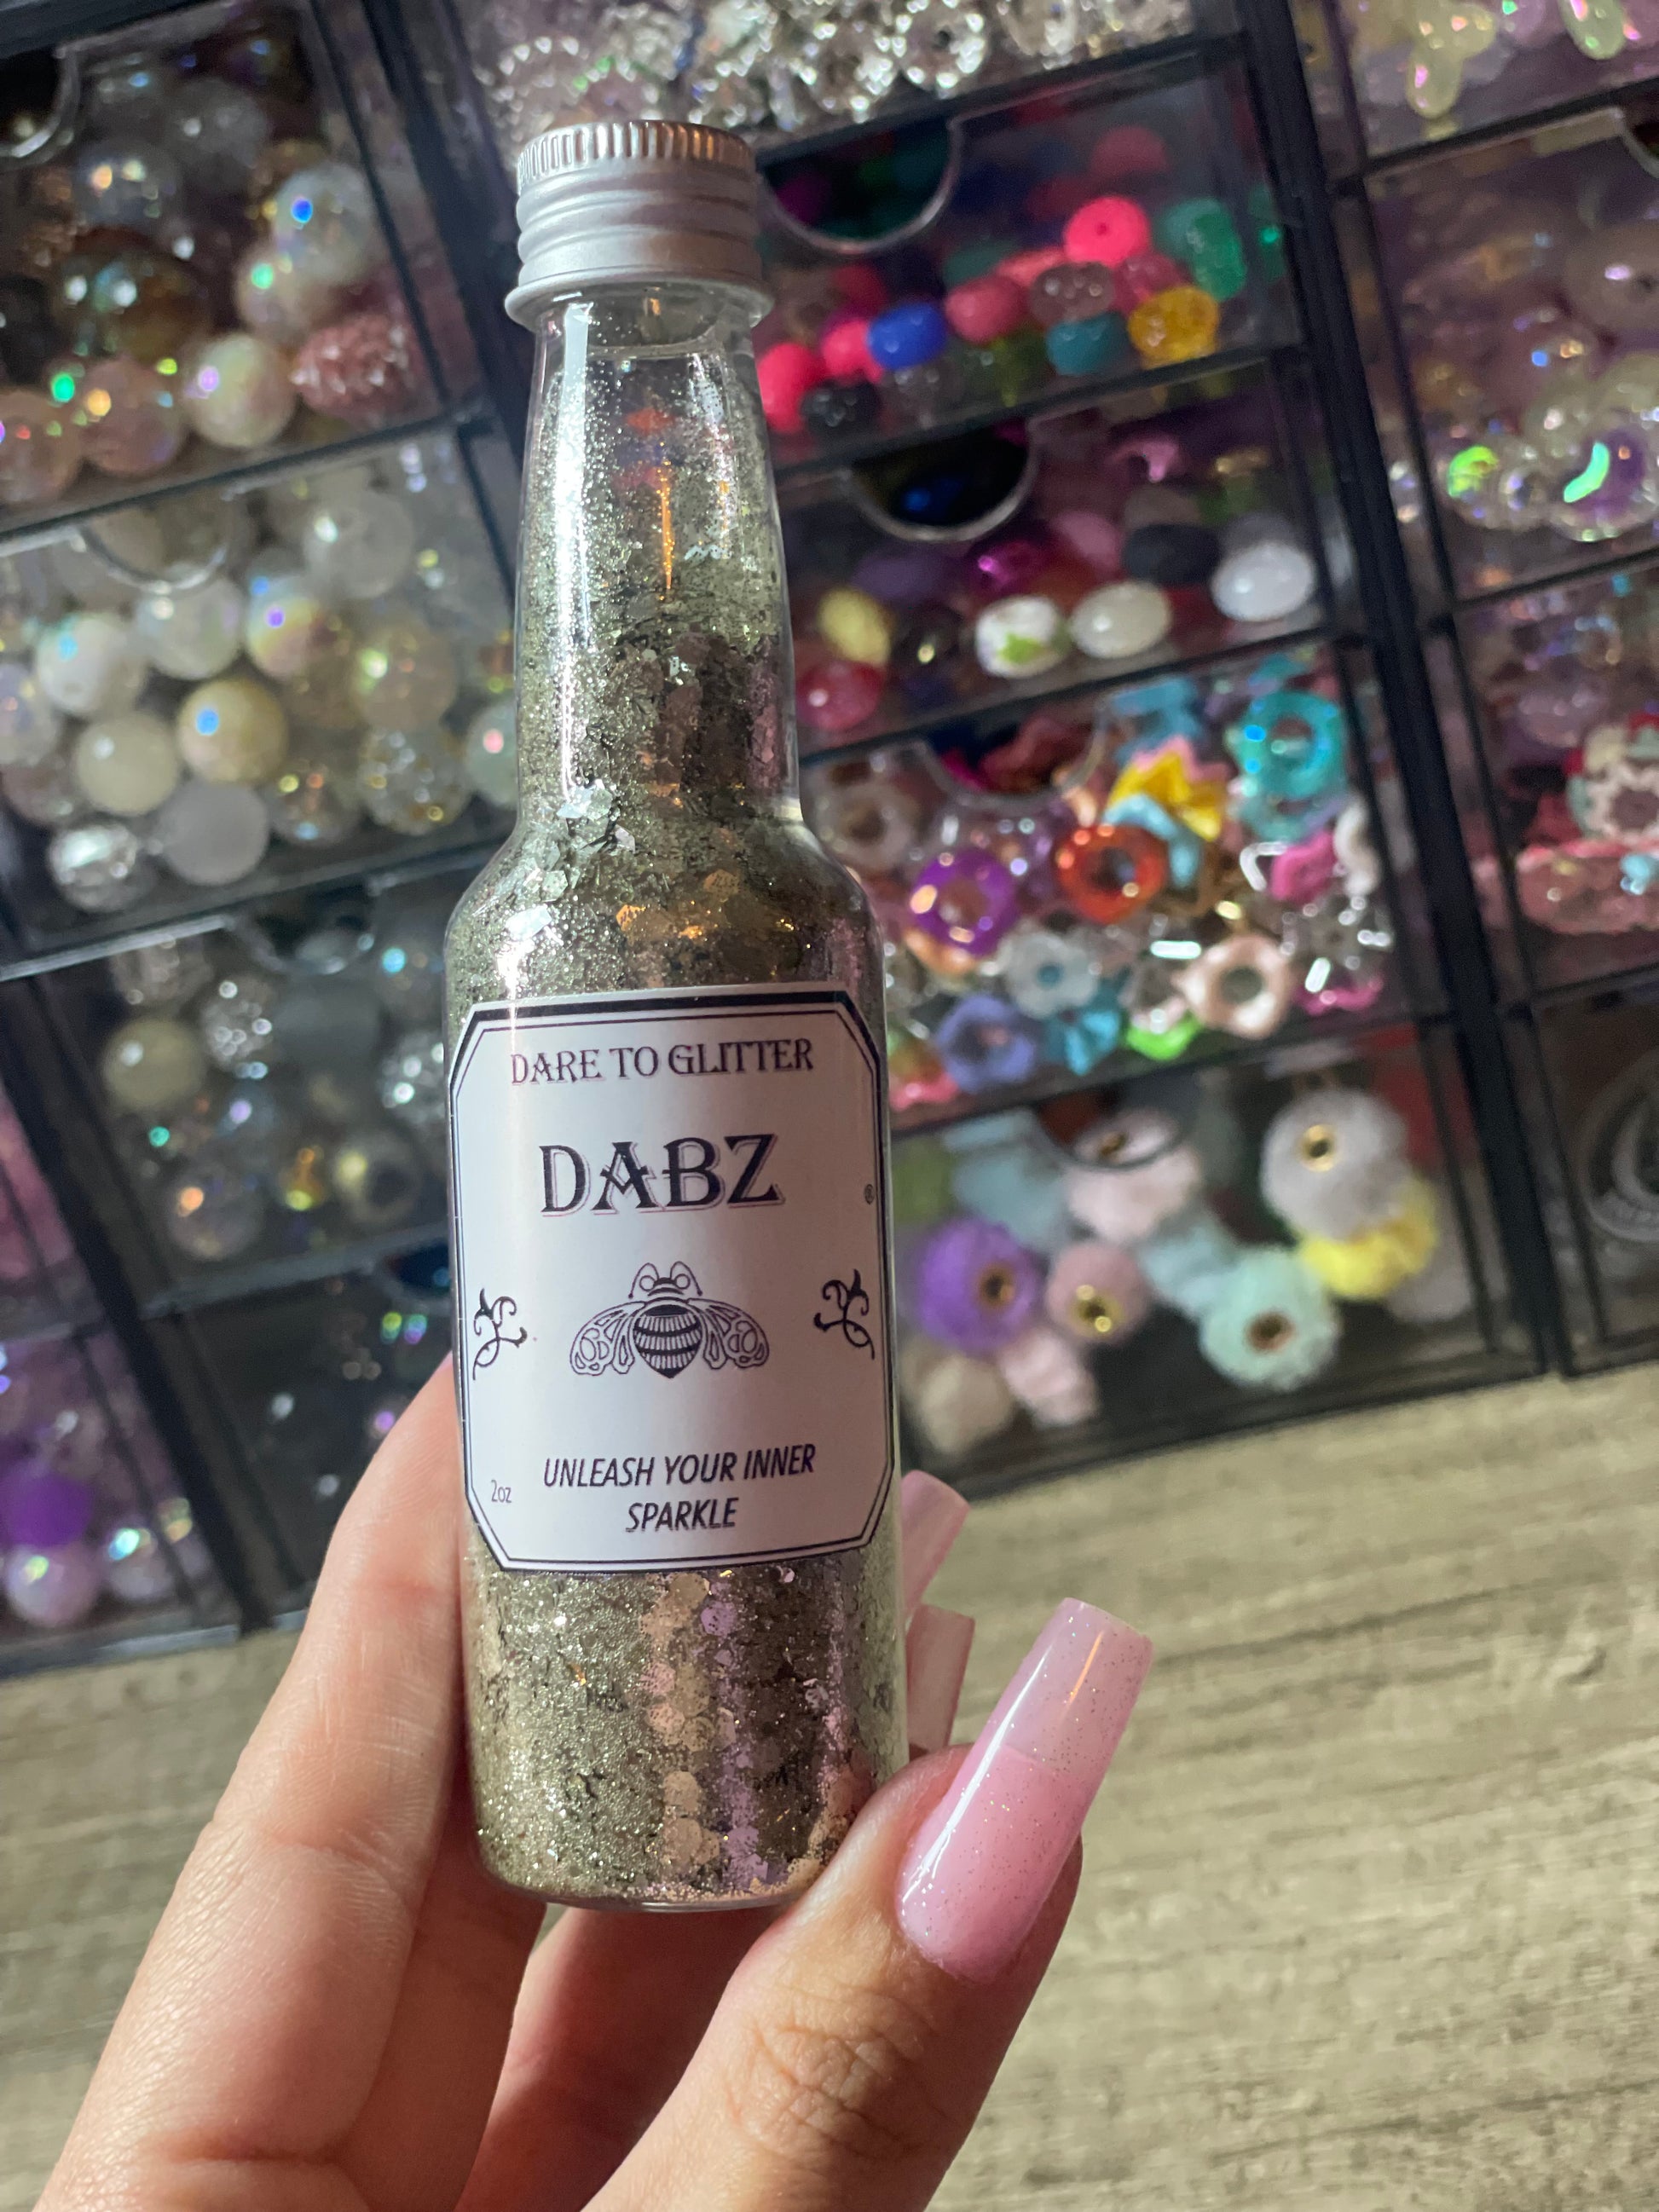 DARE TO GLITTER
DABZ
®
UNLEASH YOUR INNER
SPARKLE
2oz